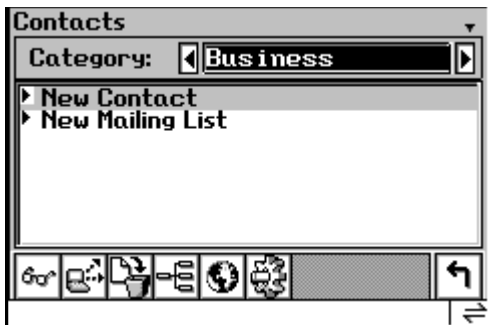 Contacts
Category: Business
New Contact
New Mailing List